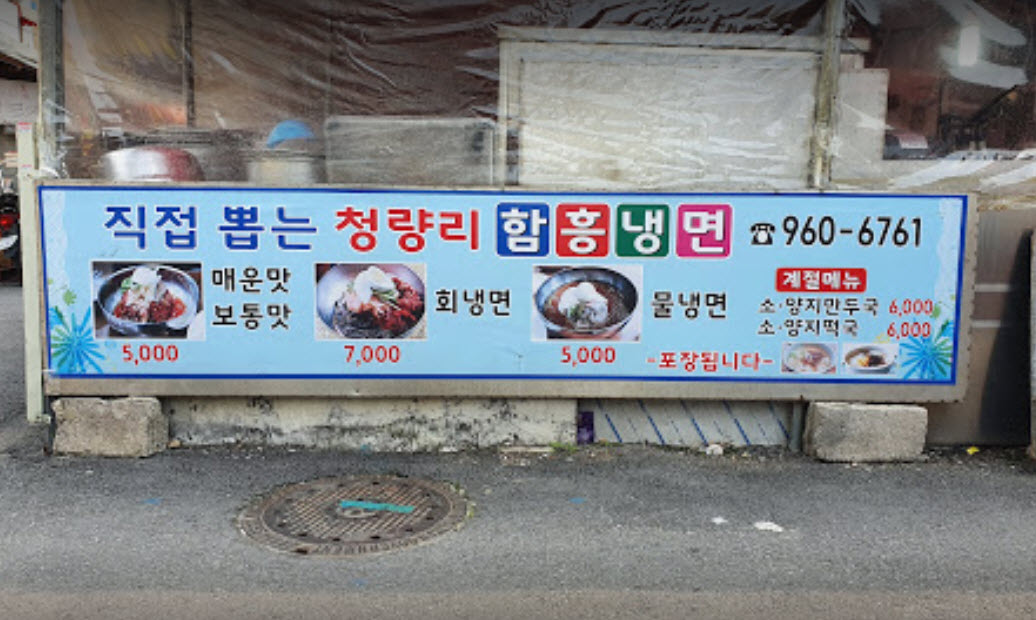 직접 뽑는 청량리 함흥냉면 ☎960-6761
매운맛
보통맛
5,000
회냉면
7,000
물냉면
5,000
-포장됩니다-
계절메뉴
소·양지만두국 6,000
소·양지떡국 6,000